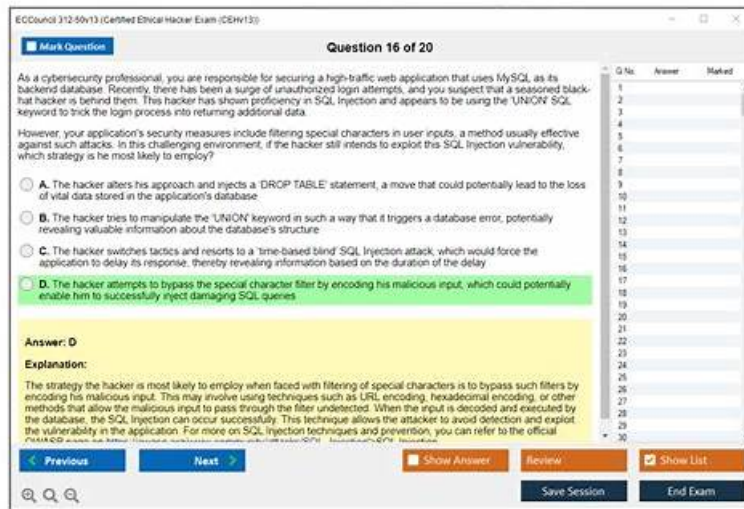 ECCouncil 312-50v13 (Certified Ethical Hacker Exam (CEHv13))
Mark Question
Question 16 of 20
As a cybersecurity professional, you are responsible for securing a high-traffic web application that uses MySQL as its
backend database. Recently, there has been a surge of unauthorized login attempts, and you suspect that a seasoned black-
hat hacker is behind them. This hacker has shown proficiency in SQL Injection and appears to be using the 'UNION' SQL
keyword to trick the login process into returning additional data.
However, your application's security measures include filtering special characters in user inputs, a method usually effective
against such attacks. In this challenging environment, if the hacker still intends to exploit this SQL Injection vulnerability,
which strategy is he most likely to employ?
A. The hacker alters his approach and injects a 'DROP TABLE' statement, a move that could potentially lead to the loss
of vital data stored in the application's database
B. The hacker tries to manipulate the 'UNION' keyword in such a way that it triggers a database error, potentially
revealing valuable information about the database's structure
C. The hacker switches tactics and resorts to a 'time-based blind' SQL Injection attack, which would force the
application to delay its response, thereby revealing information based on the duration of the delay
D. The hacker attempts to bypass the special character filter by encoding his malicious input, which could potentially
enable him to successfully inject damaging SQL queries
Answer: D
Explanation:
The strategy the hacker is most likely to employ when faced with filtering of special characters is to bypass such filters by
encoding his malicious input. This may involve using techniques such as URL encoding, hexadecimal encoding, or other
methods that allow the malicious input to pass through the filter undetected. When the input is decoded and executed by
the database, the SQL Injection can occur successfully. This technique allows the attacker to avoid detection and exploit
the vulnerability in the application. For more on SQL Injection techniques and prevention, you can refer to the official
Q No. Answer Marked
1
2
3
4
5
6
7
8
9
10
11
12
13
14
15
16
17
18
19
20
21
22
23
24
25
26
27
28
29
30
Previous
Next
Show Answer
Review
Show List
Save Session
End Exam